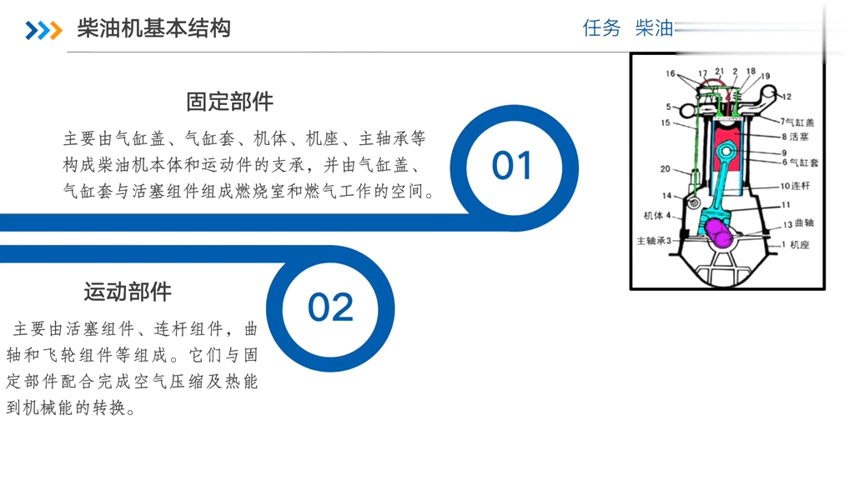 柴油机基本结构
任务 柴油
固定部件
主要由气缸盖、气缸套、机体、机座、主轴承等
构成柴油机本体和运动件的支承，并由气缸盖、
气缸套与活塞组件组成燃烧室和燃气工作的空间。
01
运动部件
主要由活塞组件、连杆组件，曲
轴和飞轮组件等组成。它们与固
定部件配合完成空气压缩及热能
到机械能的转换。
02
16 17 21 2 18
19
12
5
15
7气缸盖
8 活塞
9
6 气缸套
20
10连杆
14
11
机体 4
13 曲轴
主轴承3
1 机座